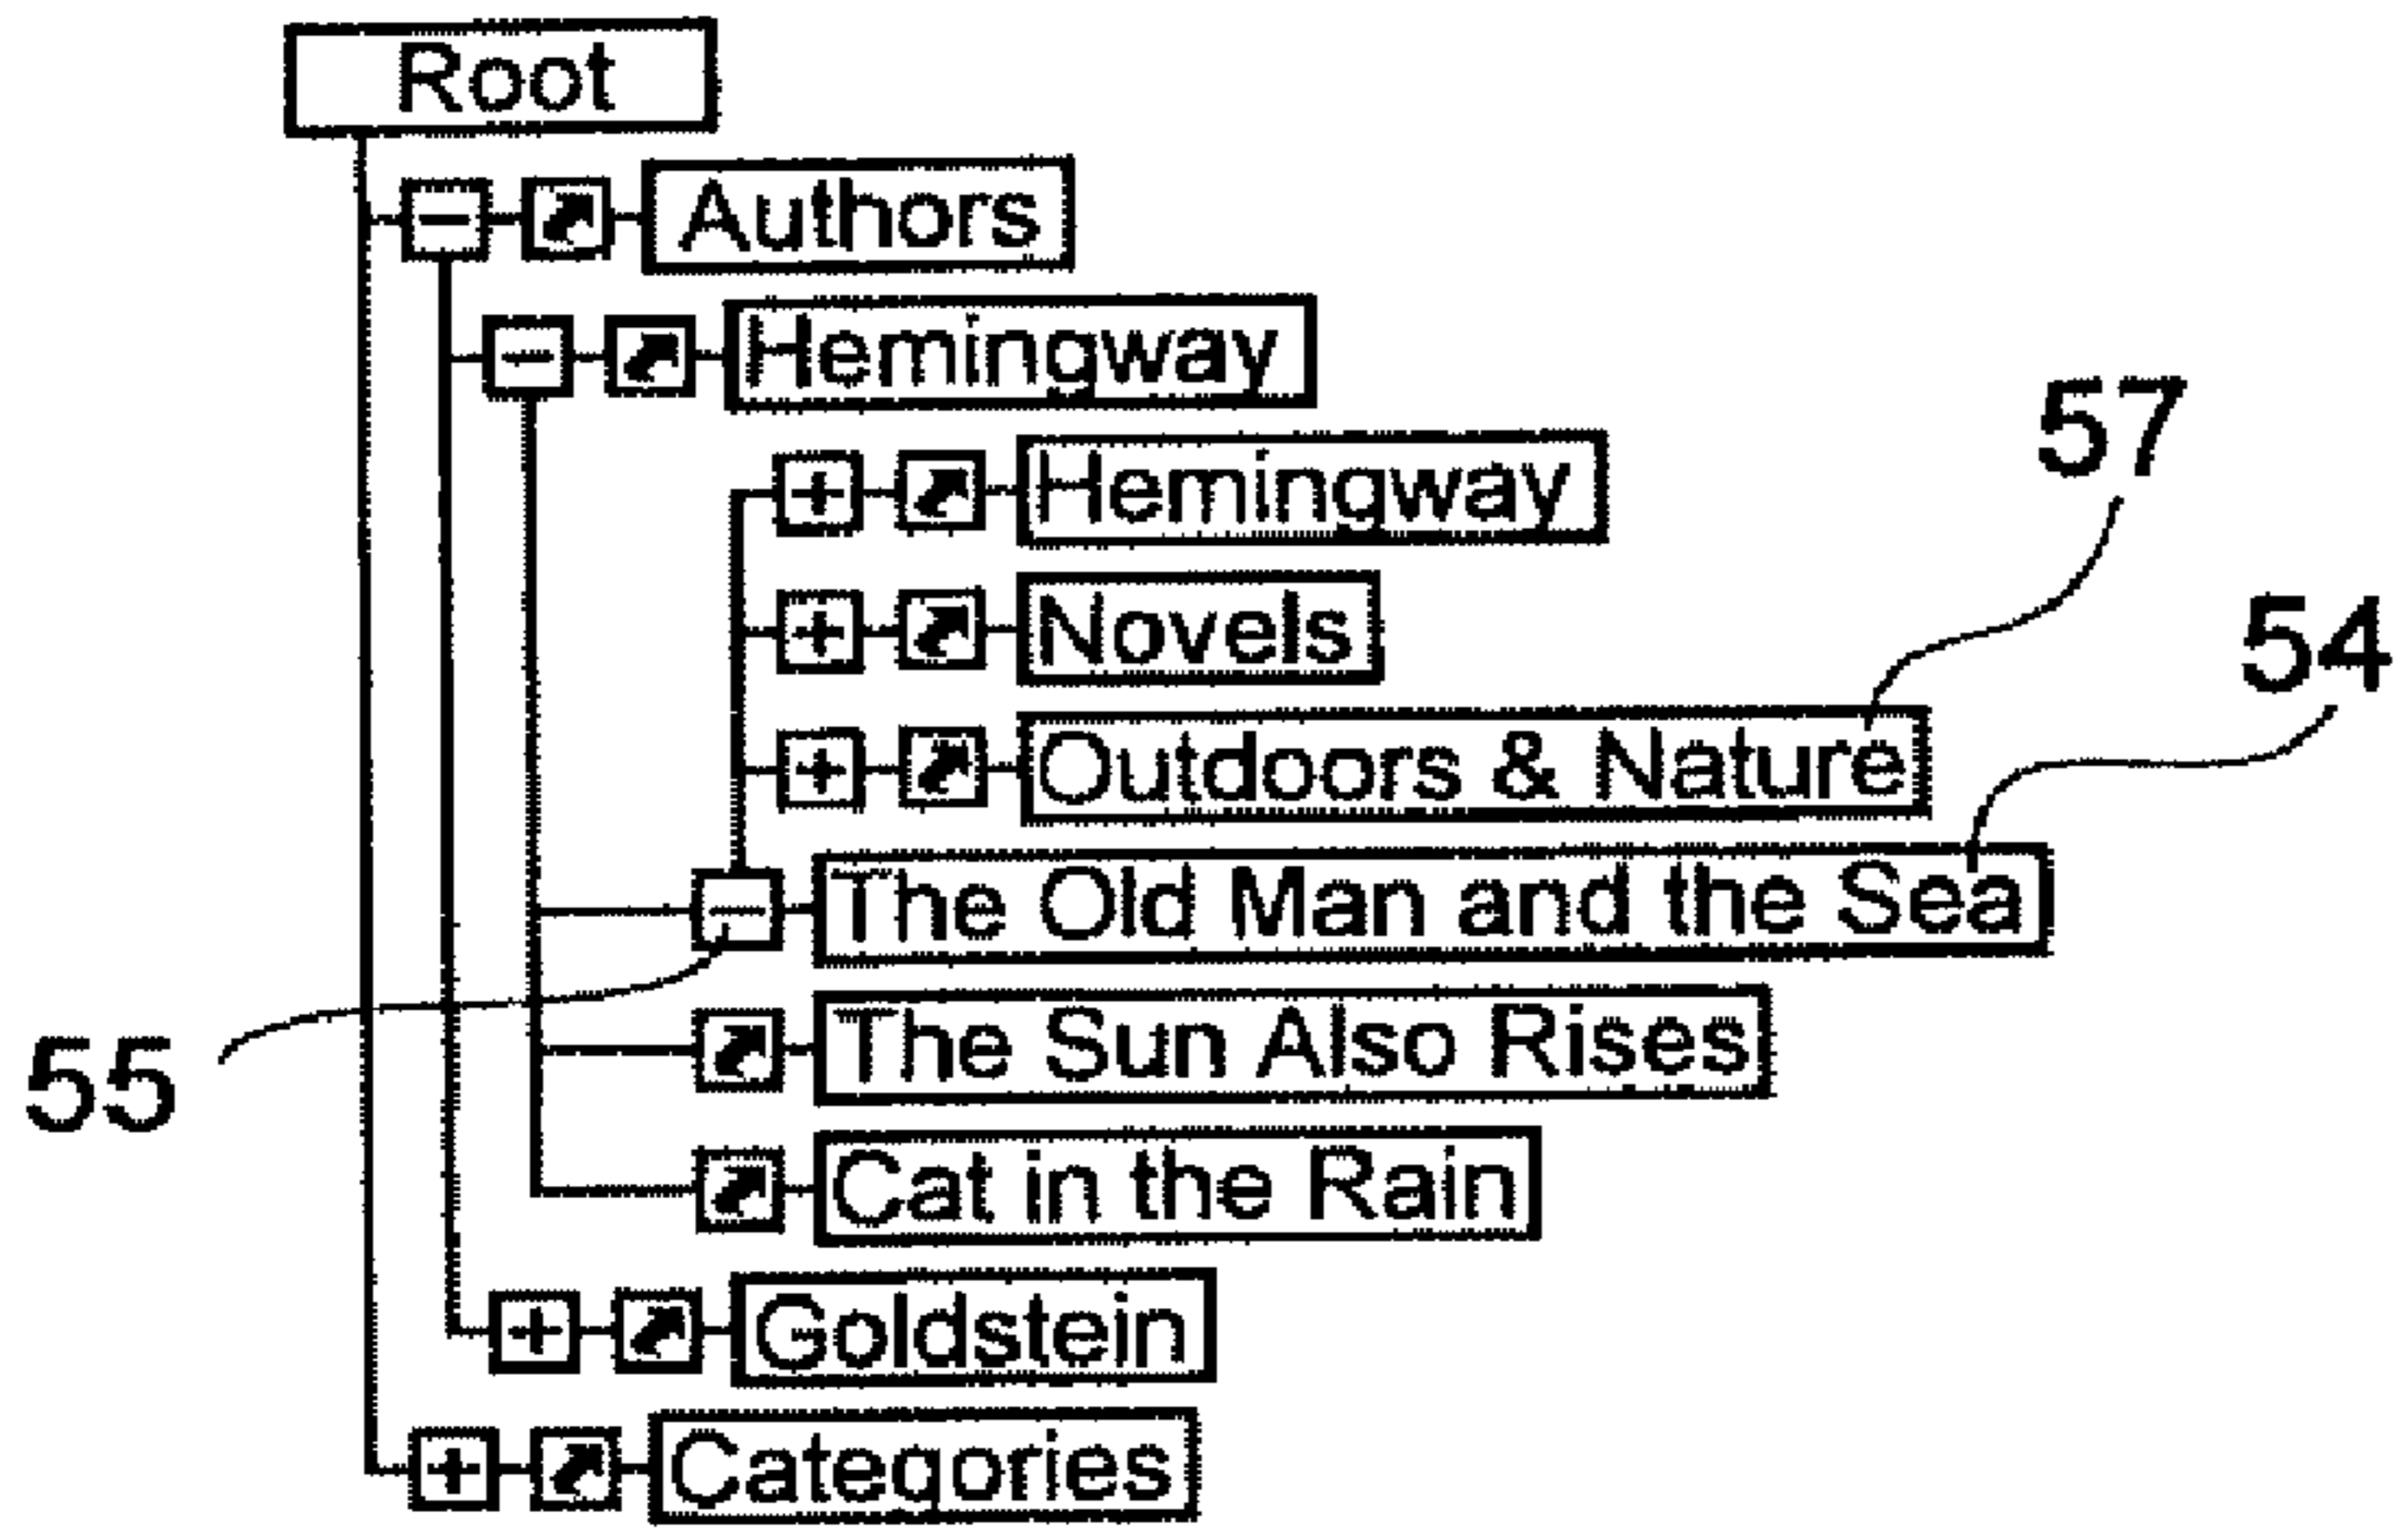 Root
Authors
Hemingway
Hemingway
57
Novels
54
Outdoors & Nature
The Old Man and the Sea
The Sun Also Rises
55
Cat in the Rain
Goldstein
Categories